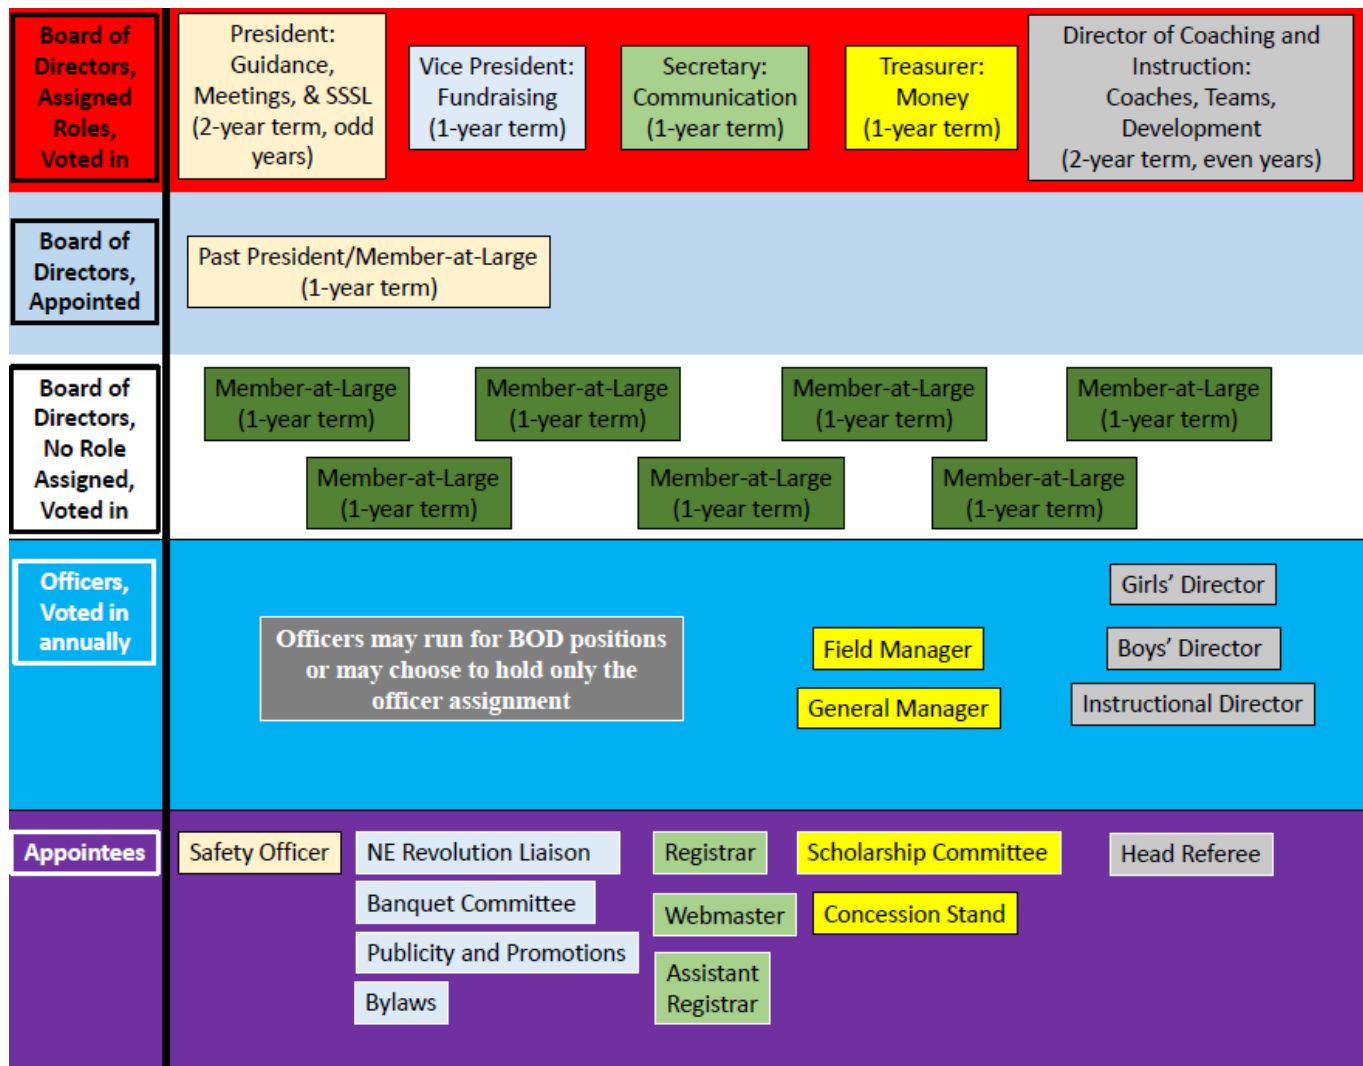 Board of
Directors,
Assigned
Roles,
Voted in
President:
Guidance,
Meetings, & SSSL
(2-year term, odd
years)
Vice President:
Fundraising
(1-year term)
Secretary:
Communication
(1-year term)
Treasurer:
Money
(1-year term)
Director of Coaching and
Instruction:
Coaches, Teams,
Development
(2-year term, even years)
Board of
Directors,
Appointed
Past President/Member-at-Large
(1-year term)
Board of
Directors,
No Role
Assigned,
Voted in
Member-at-Large
(1-year term)
Member-at-Large
(1-year term)
Member-at-Large
(1-year term)
Member-at-Large
(1-year term)
Member-at-Large
(1-year term)
Member-at-Large
(1-year term)
Member-at-Large
(1-year term)
Officers,
Voted in
annually
Officers may run for BOD positions
or may choose to hold only the
officer assignment
Field Manager
General Manager
Girls’ Director
Boys’ Director
Instructional Director
Appointees
Safety Officer
NE Revolution Liaison
Banquet Committee
Publicity and Promotions
Bylaws
Registrar
Webmaster
Assistant
Registrar
Scholarship Committee
Concession Stand
Head Referee